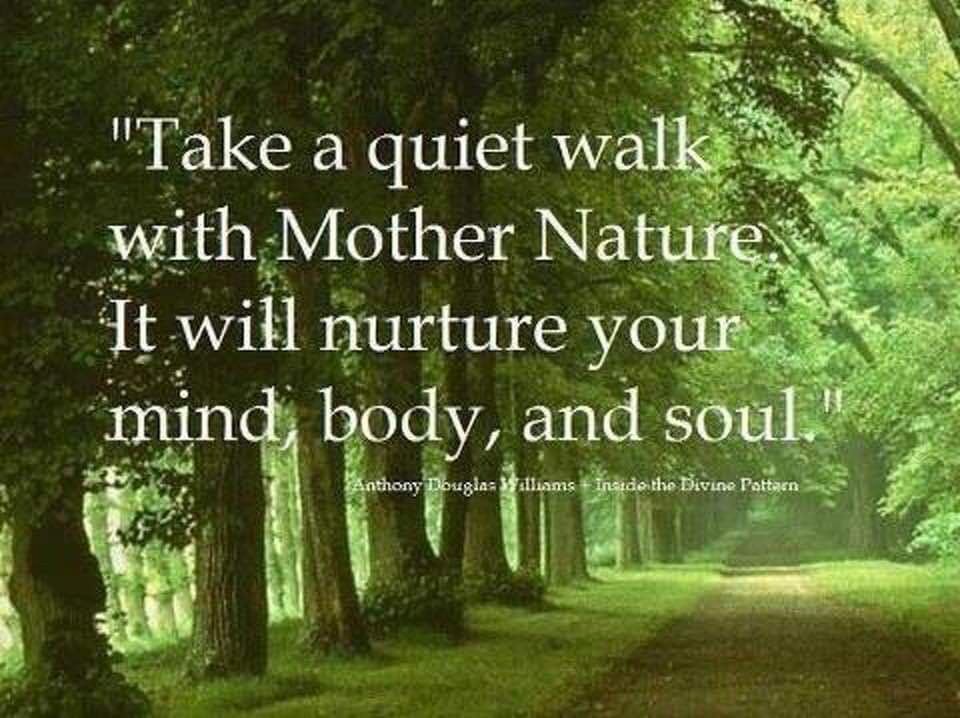 "Take a quiet walk
with Mother Nature.
It will nurture your
mind, body, and soul."
Anthony Douglas Williams - Inside the Divine Pattern